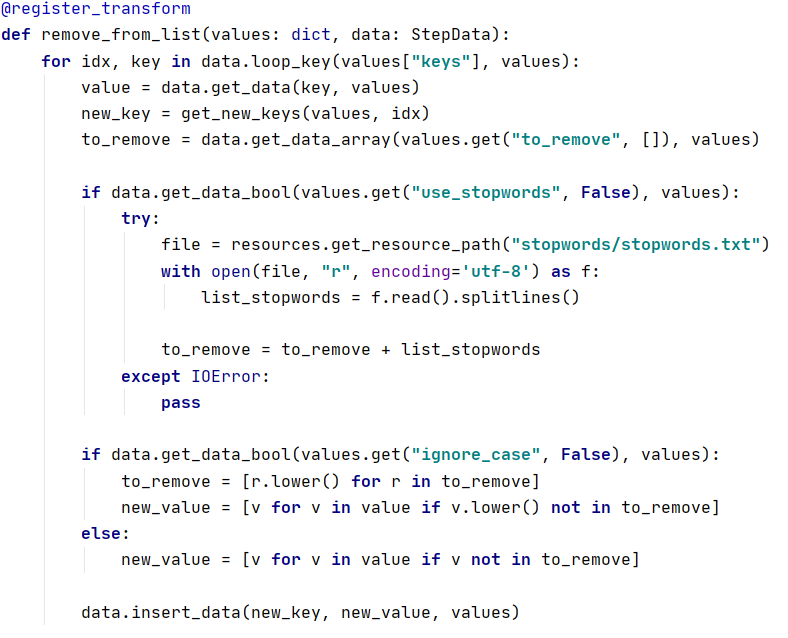 @register_transform
def remove_from_list(values: dict, data: StepData):
    for idx, key in data.loop_key(values["keys"], values):
        value = data.get_data(key, values)
        new_key = get_new_keys(values, idx)
        to_remove = data.get_data_array(values.get("to_remove", []), values)

        if data.get_data_bool(values.get("use_stopwords", False), values):
            try:
                file = resources.get_resource_path("stopwords/stopwords.txt")
                with open(file, "r", encoding='utf-8') as f:
                    list_stopwords = f.read().splitlines()

                to_remove = to_remove + list_stopwords
            except IOError:
                pass

        if data.get_data_bool(values.get("ignore_case", False), values):
            to_remove = [r.lower() for r in to_remove]
            new_value = [v for v in value if v.lower() not in to_remove]
        else:
            new_value = [v for v in value if v not in to_remove]

        data.insert_data(new_key, new_value, values)